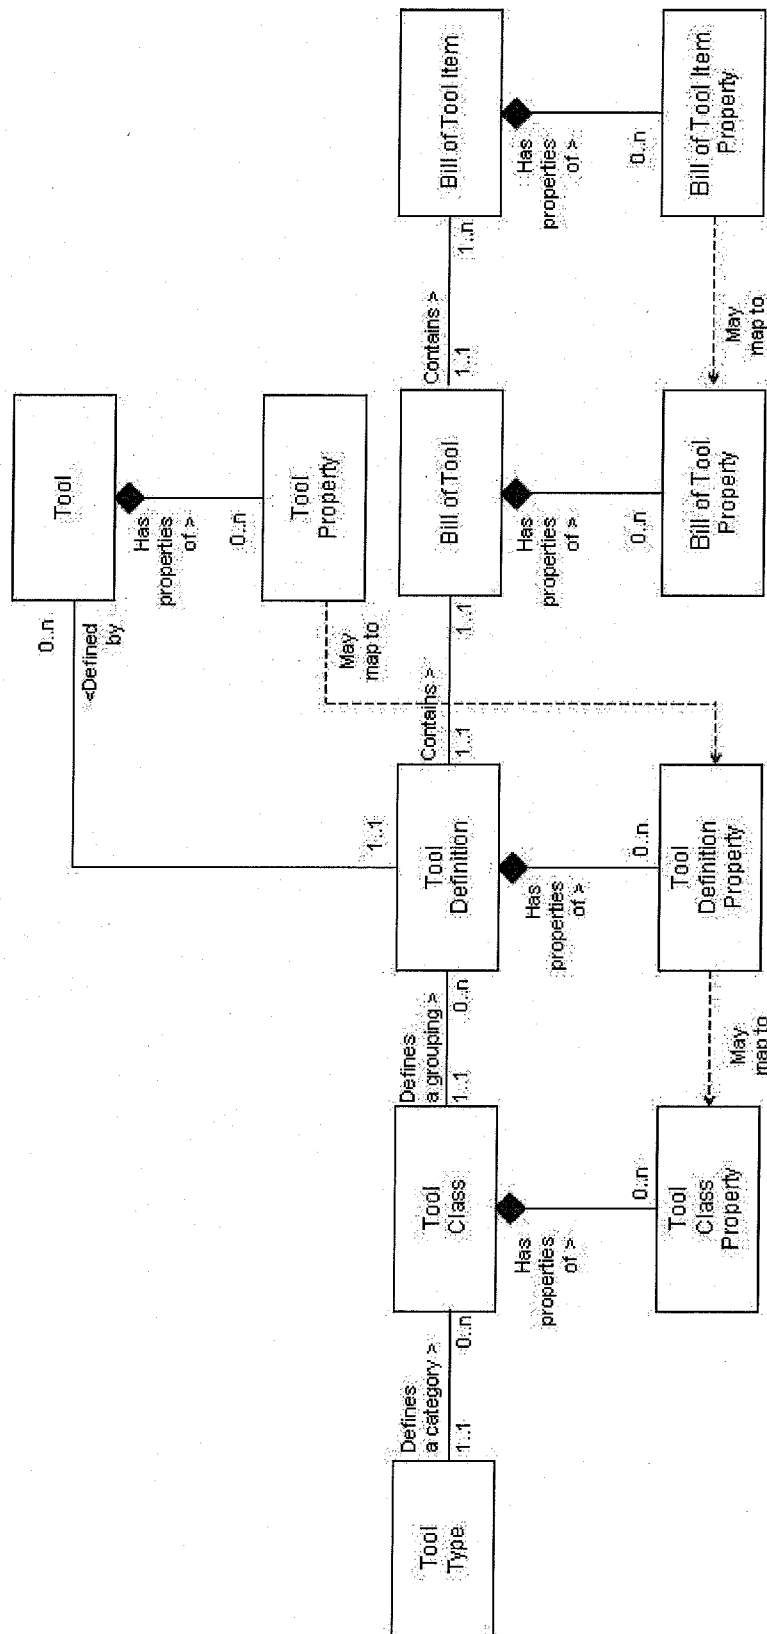 Tool
0..n
<Defined
by
Has
properties
of >
0..n
Tool
Property
May
map to
1..1
Tool
Type
Defines
a category >
1..1
0..n
Tool
Class
Defines
a grouping >
1..1
0..n
Tool
Definition
Contains >
1..1
1..1
Bill of Tool
Contains >
1..1
1..n
Bill of Tool Item
Has
properties
of >
0..n
Has
properties
of >
0..n
Has
properties
of >
0..n
Has
properties
of >
0..n
Tool
Class
Property
May
map to
Tool
Definition
Property
Bill of Tool
Property
May
map to
Bill of Tool Item
Property